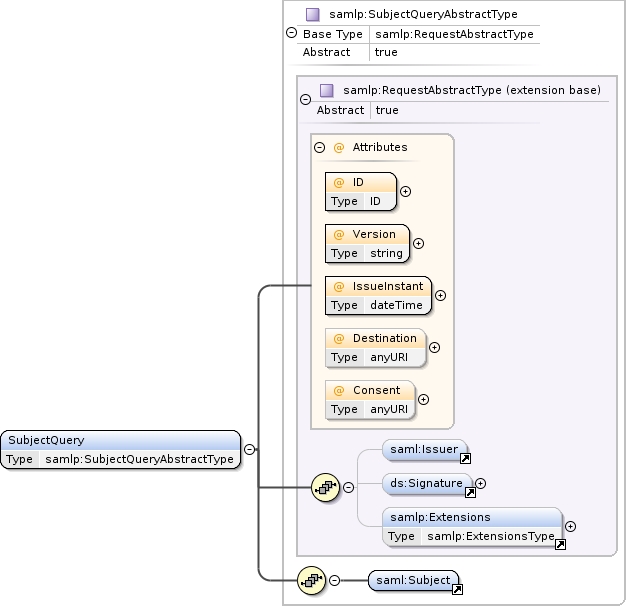 samlp:SubjectQueryAbstractType
Base Type samlp:RequestAbstractType
Abstract true
samlp:RequestAbstractType (extension base)
Abstract true
@ Attributes
@ ID
Type ID
@ Version
Type string
@ IssueInstant
Type dateTime
@ Destination
Type anyURI
@ Consent
Type anyURI
SubjectQuery
Type samlp:SubjectQueryAbstractType
saml:Issuer
ds:Signature
samlp:Extensions
Type samlp:ExtensionsType
saml:Subject